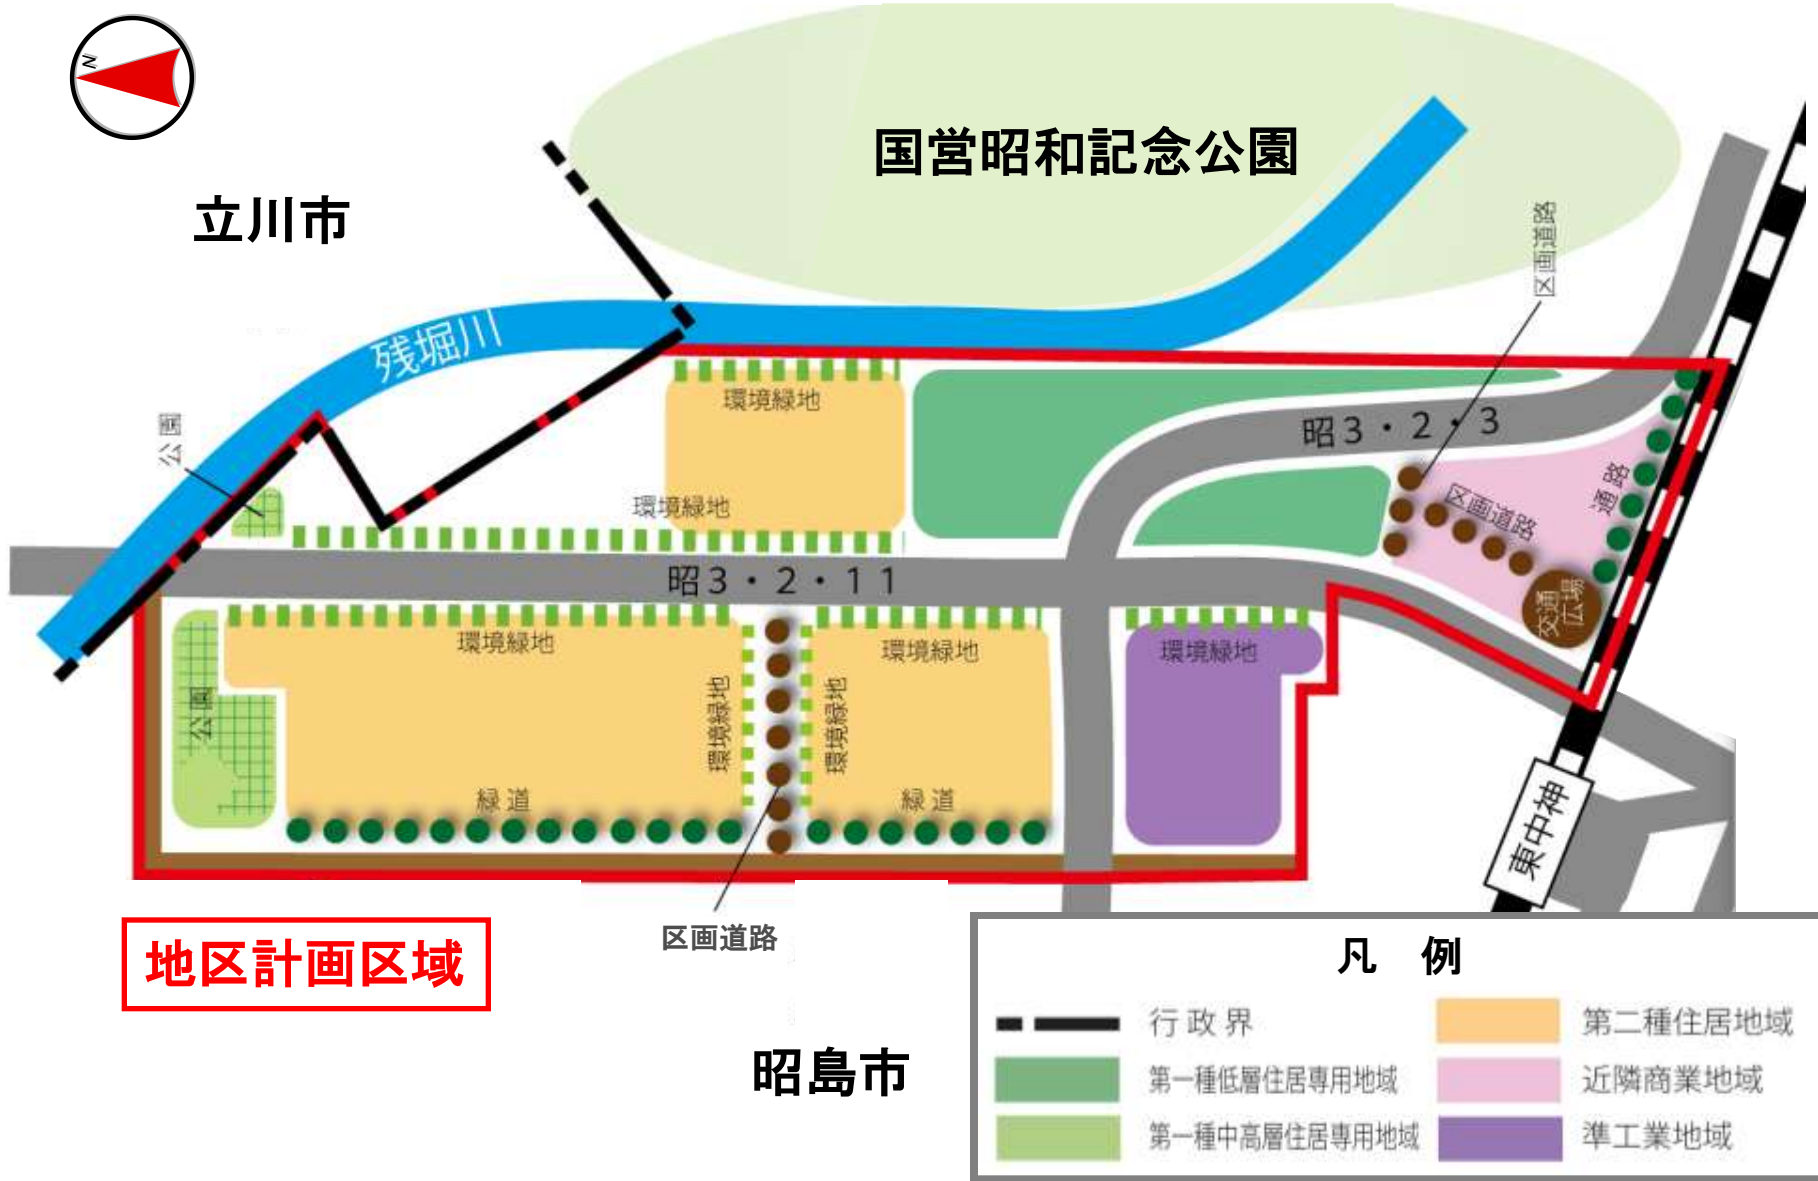 N
国営昭和記念公園
立川市
区画道路
残堀川
環境緑地
公園
昭3・2・3
環境緑地
通路
区画道路
昭3・2・11
交通
広場
環境緑地
環境緑地
環境緑地
公園
環境緑地
環境緑地
緑道
緑道
東中神
区画道路
地区計画区域
昭島市
凡 例
行政界
第二種住居地域
第一種低層住居専用地域
近隣商業地域
第一種中高層住居専用地域
準工業地域